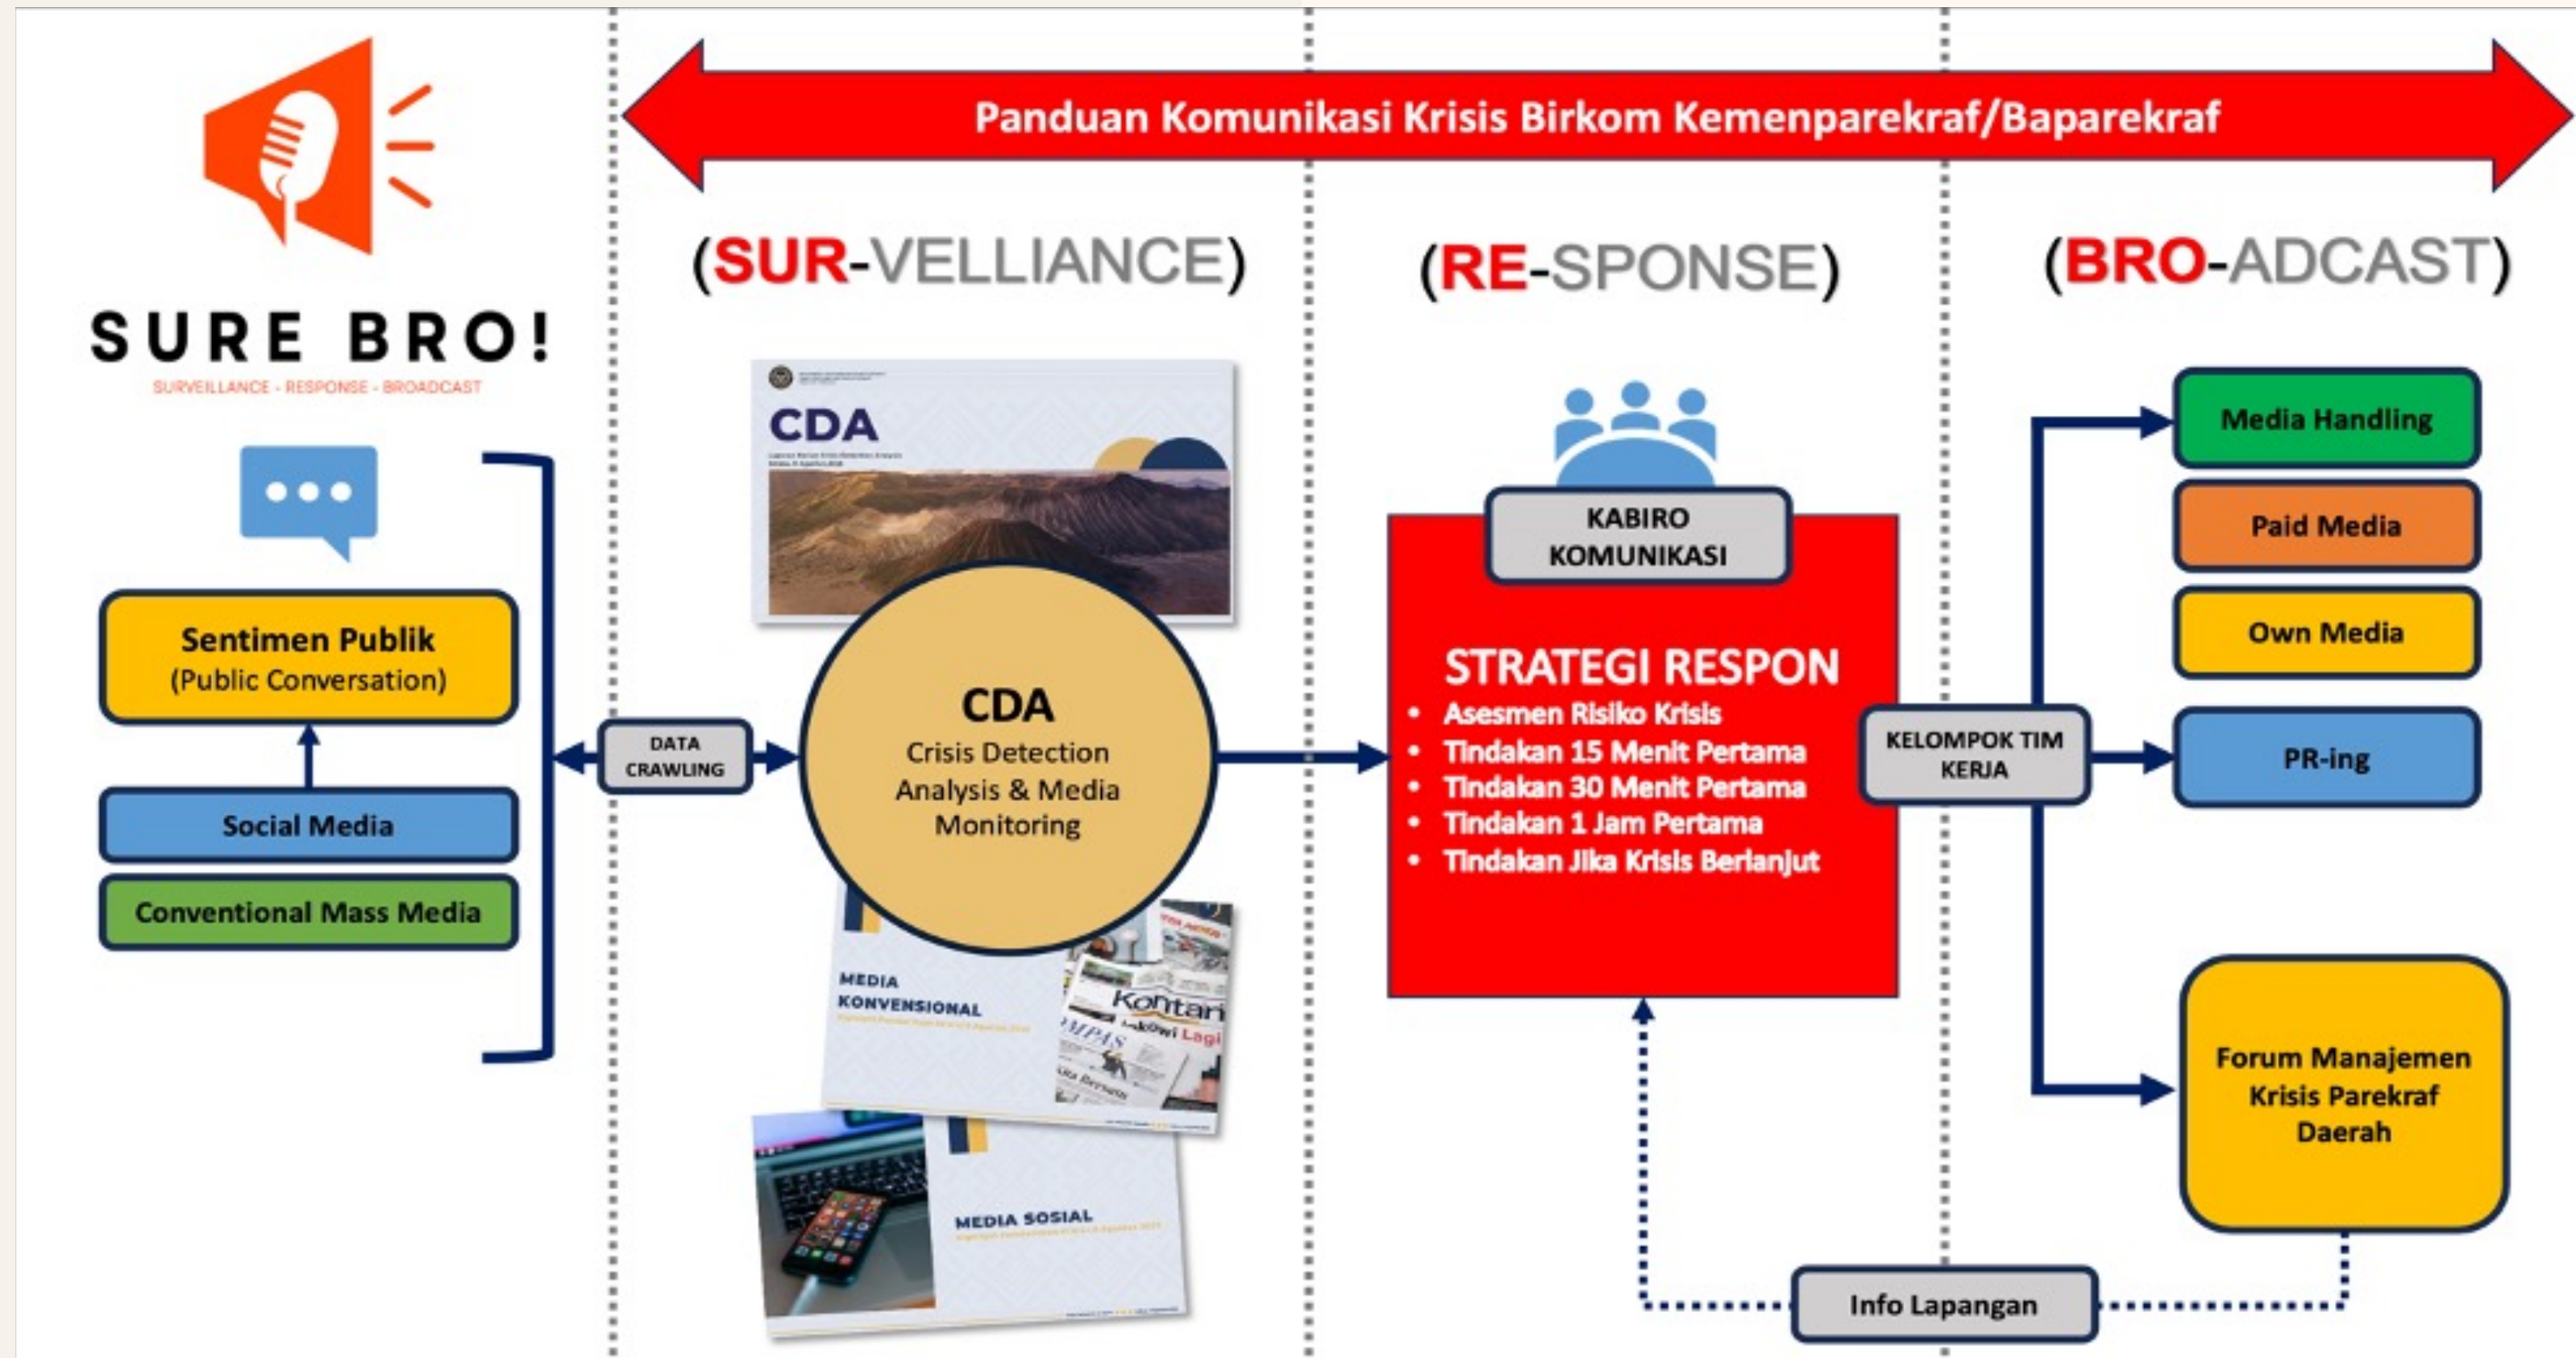 Panduan Komunikasi Krisis Birkom Kemenparekraf/Baparekraf
SURE BRO!
SURVEILLANCE - RESPONSE - BROADCAST
Sentimen Publik
(Public Conversation)
Social Media
Conventional Mass Media
DATA
CRAWLING
(SUR-VELLIANCE)
CDA
CDA
Crisis Detection
Analysis & Media
Monitoring
MEDIA
KONVENSIONAL
Kontan
Lagi
MEDIA SOSIAL
(RE-SPONSE)
KABIRO
KOMUNIKASI
STRATEGI RESPON
• Asesmen Risiko Krisis
• Tindakan 15 Menit Pertama
• Tindakan 30 Menit Pertama
• Tindakan 1 Jam Pertama
• Tindakan Jika Krisis Berlanjut
KELOMPOK TIM
KERJA
(BRO-ADCAST)
Media Handling
Paid Media
Own Media
PR-ing
Forum Manajemen
Krisis Parekraf
Daerah
Info Lapangan